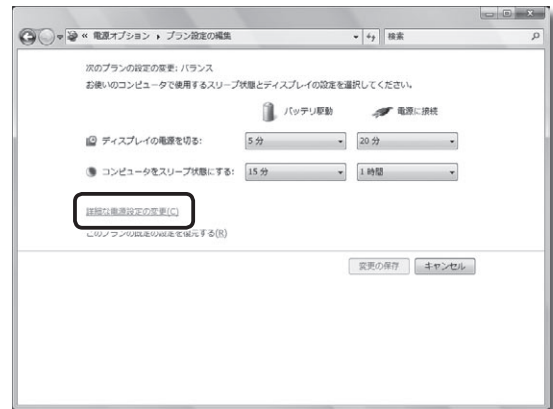 « 電源オプション ▸ プラン設定の編集
検索
次のプランの設定の変更: バランス
お使いのコンピュータで使用するスリープ状態とディスプレイの設定を選択してください。
バッテリ駆動 電源に接続
ディスプレイの電源を切る: 5 分 20 分
コンピュータをスリープ状態にする: 15 分 1 時間
詳細な電源設定の変更(C)
このプランの既定の設定を復元する(R)
変更の保存 キャンセル